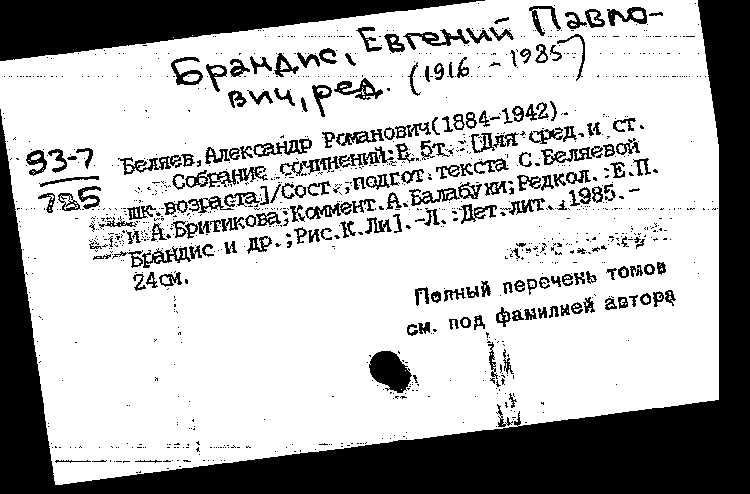 Брандис, Евгений Павло-
вич, ред. (1916 - 1985)
93-7
785
Беляев, Александр Романович(1884-1942).
Собрание сочинений:В 5т. :[Для сред.и ст.
шк.возраста]/Сост.,подгот.текста С.Беляевой
и А.Бритикова;Коммент.А.Балабухи;Редкол.:Е.П.
Брандис и др.;Рис.К.Ли].-Л.:Дет.лит.,1985.-
24см.
Полный перечень томов
см. под фамилией автора